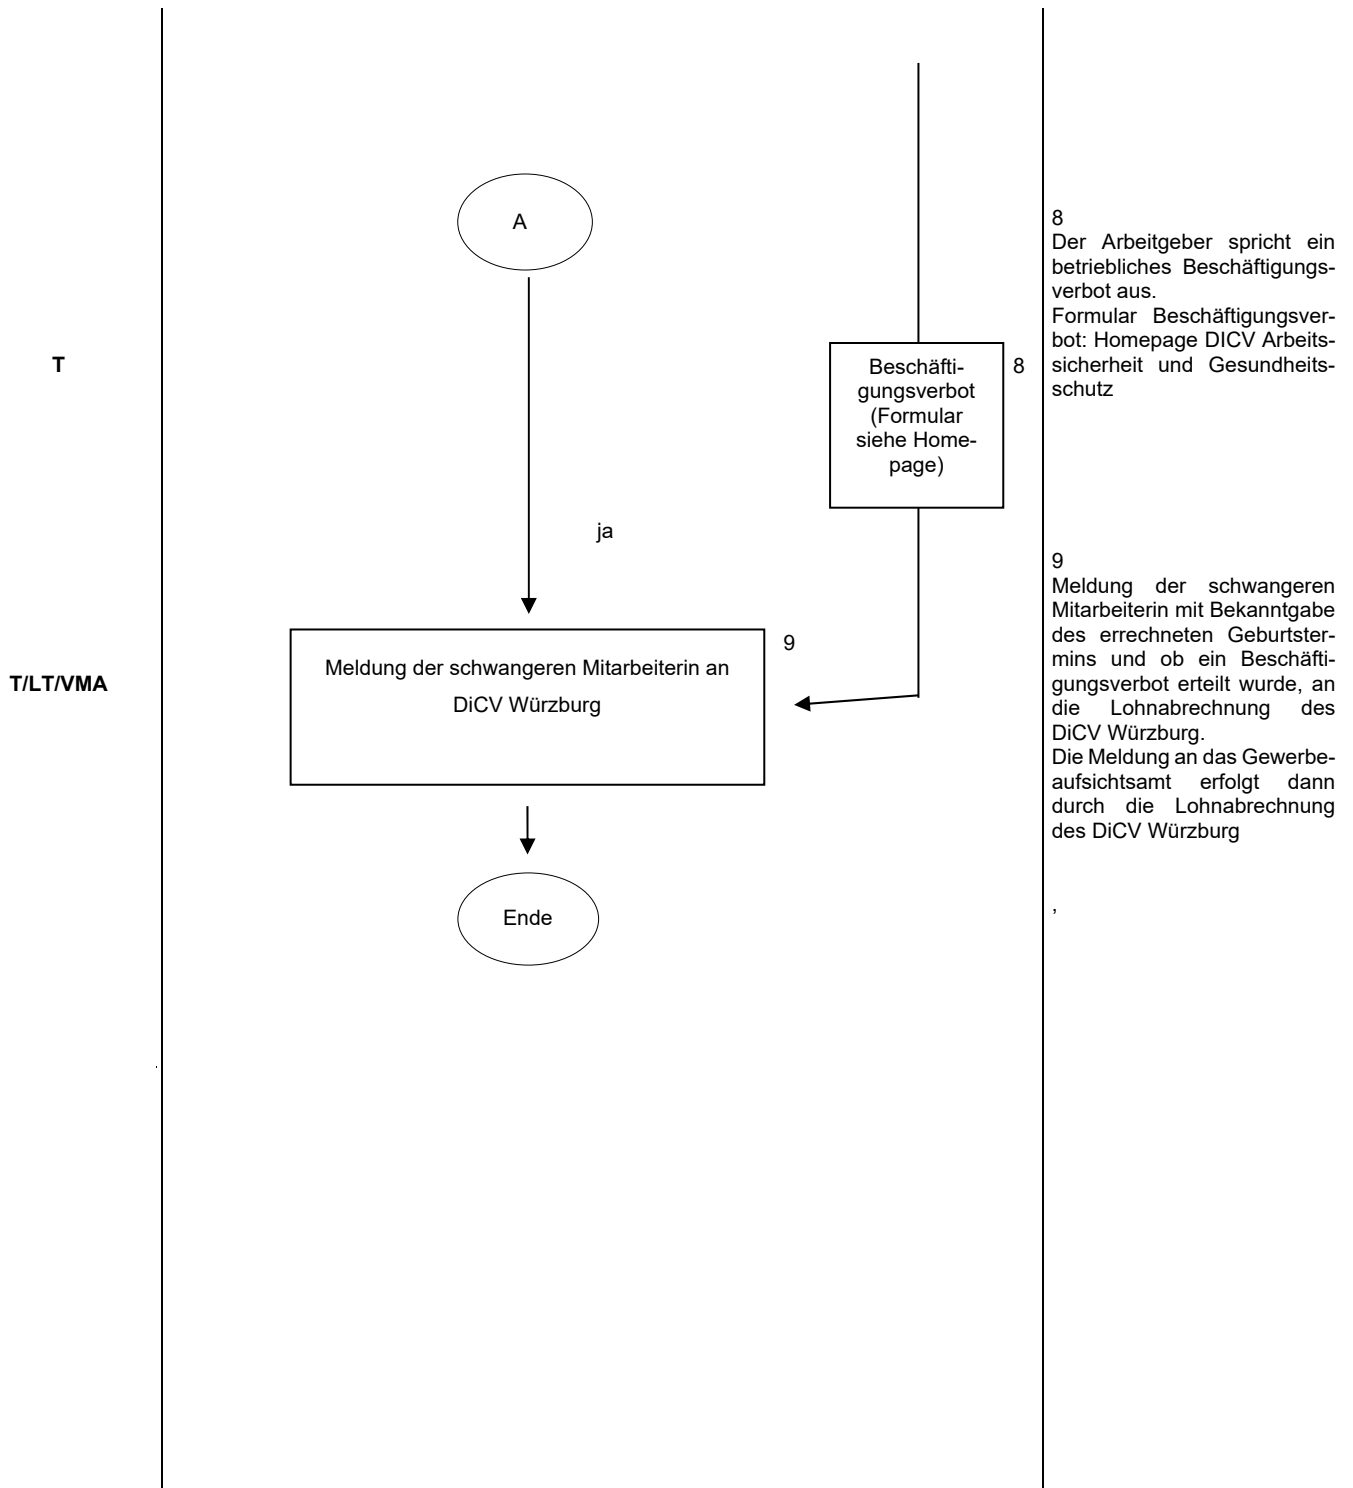 A
T
Beschäfti-
gungsverbot
(Formular
siehe Home-
page)
8
8
Der Arbeitgeber spricht ein
betriebliches Beschäftigungs-
verbot aus.
Formular Beschäftigungsver-
bot: Homepage DICV Arbeits-
sicherheit und Gesundheits-
schutz
ja
T/LT/VMA
Meldung der schwangeren Mitarbeiterin an
DiCV Würzburg
9
9
Meldung der schwangeren
Mitarbeiterin mit Bekanntgabe
des errechneten Geburtster-
mins und ob ein Beschäfti-
gungsverbot erteilt wurde, an
die Lohnabrechnung des
DiCV Würzburg.
Die Meldung an das Gewerbe-
aufsichtsamt erfolgt dann
durch die Lohnabrechnung
des DiCV Würzburg
,
Ende
.